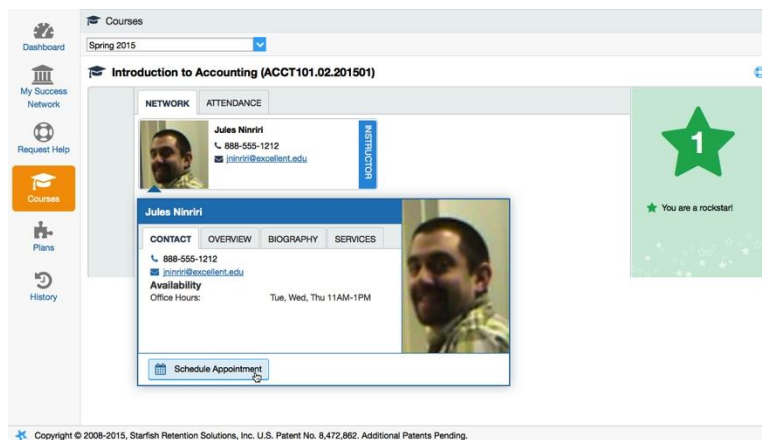 Courses
Dashboard
Spring 2015
My Success
Network
Introduction to Accounting (ACCT101.02.201501)
NETWORK ATTENDANCE
Jules Ninriri
888-555-1212
jninriri@excellent.edu
INSTRUCTOR
1
You are a rockstar!
Request Help
Courses
Plans
History
Jules Ninriri
CONTACT OVERVIEW BIOGRAPHY SERVICES
888-555-1212
jninriri@excellent.edu
Availability
Office Hours: Tue, Wed, Thu 11AM-1PM
Schedule Appointment
Copyright © 2008-2015, Starfish Retention Solutions, Inc. U.S. Patent No. 8,472,862. Additional Patents Pending.